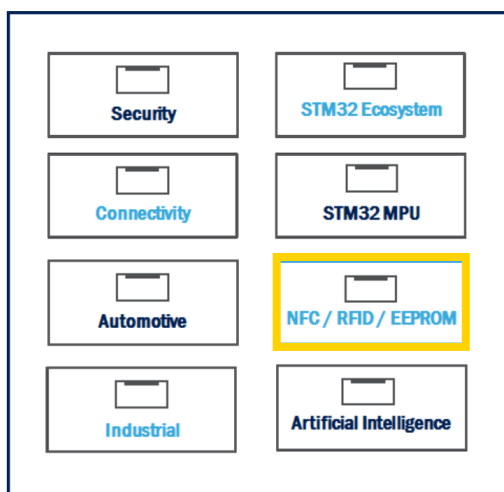 Security
STM32 Ecosystem
Connectivity
STM32 MPU
Automotive
NFC / RFID / EEPROM
Industrial
Artificial Intelligence